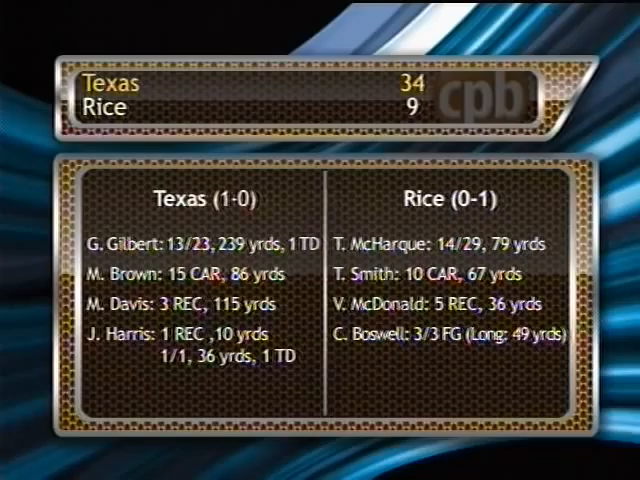 Texas 34
Rice 9
cpb
Texas (1-0)
G. Gilbert: 13/23, 239 yrds, 1 TD
M. Brown: 15 CAR, 86 yrds
M. Davis: 3 REC, 115 yrds
J. Harris: 1 REC ,10 yrds
1/1, 36 yrds, 1 TD
Rice (0-1)
T. McHarque: 14/29, 79 yrds
T. Smith: 10 CAR, 67 yrds
V. McDonald: 5 REC, 36 yrds
C. Boswell: 3/3 FG (Long: 49 yrds)